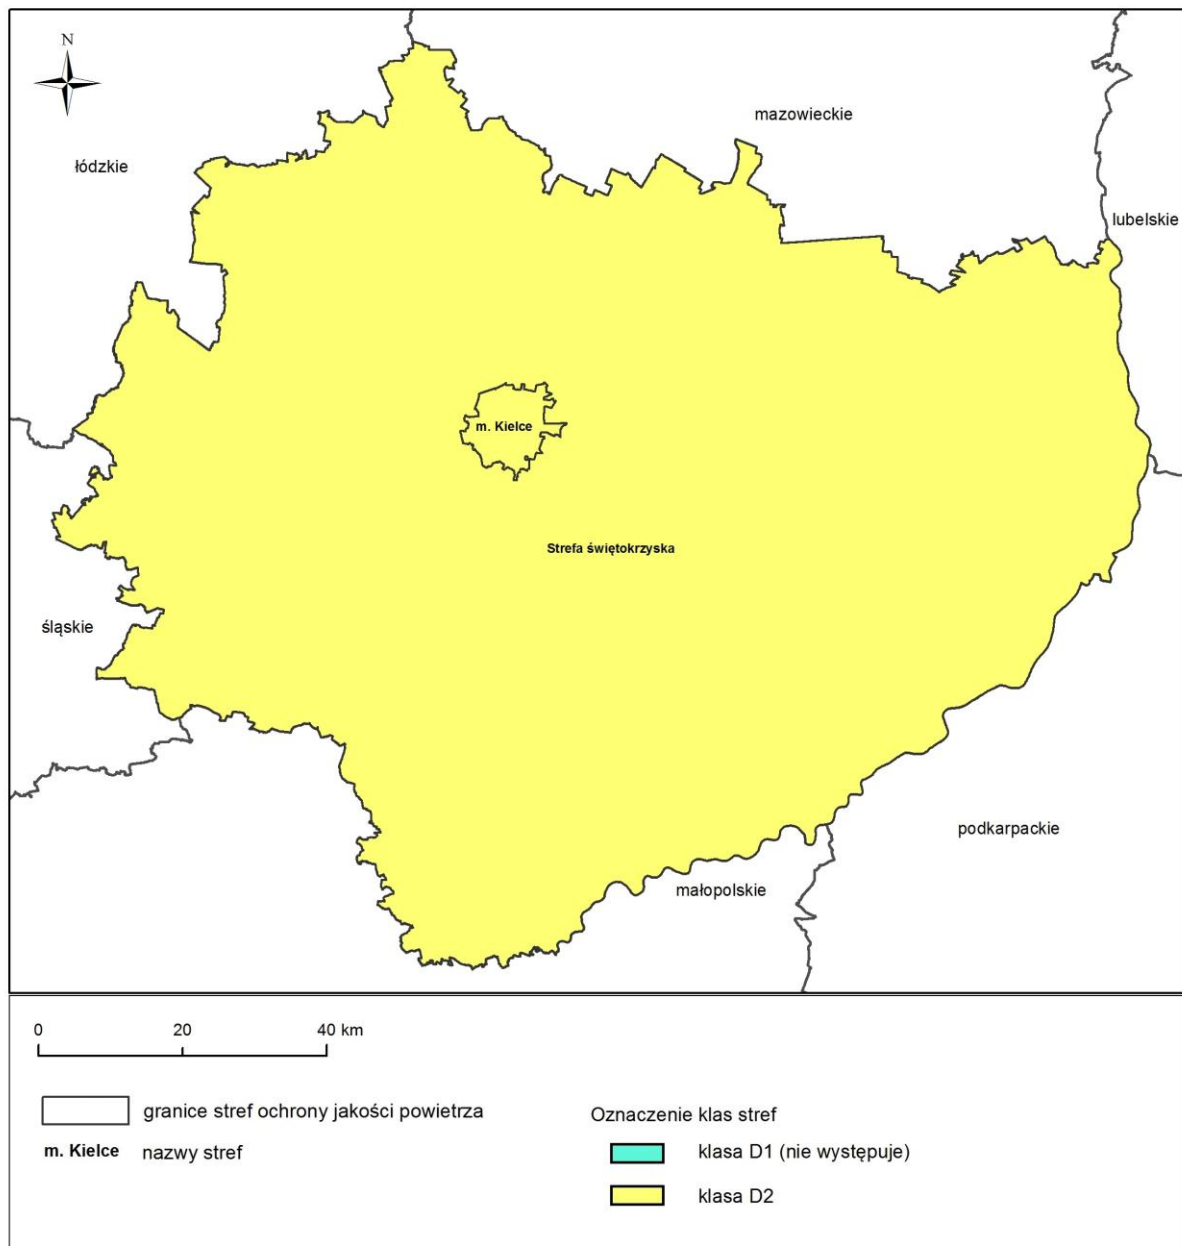 N
mazowieckie
łódzkie
lubelskie
m. Kielce
Strefa świętokrzyska
śląskie
podkarpackie
małopolskie
0 20 40 km
granice stref ochrony jakości powietrza
m. Kielce nazwy stref
Oznaczenie klas stref
klasa D1 (nie występuje)
klasa D2